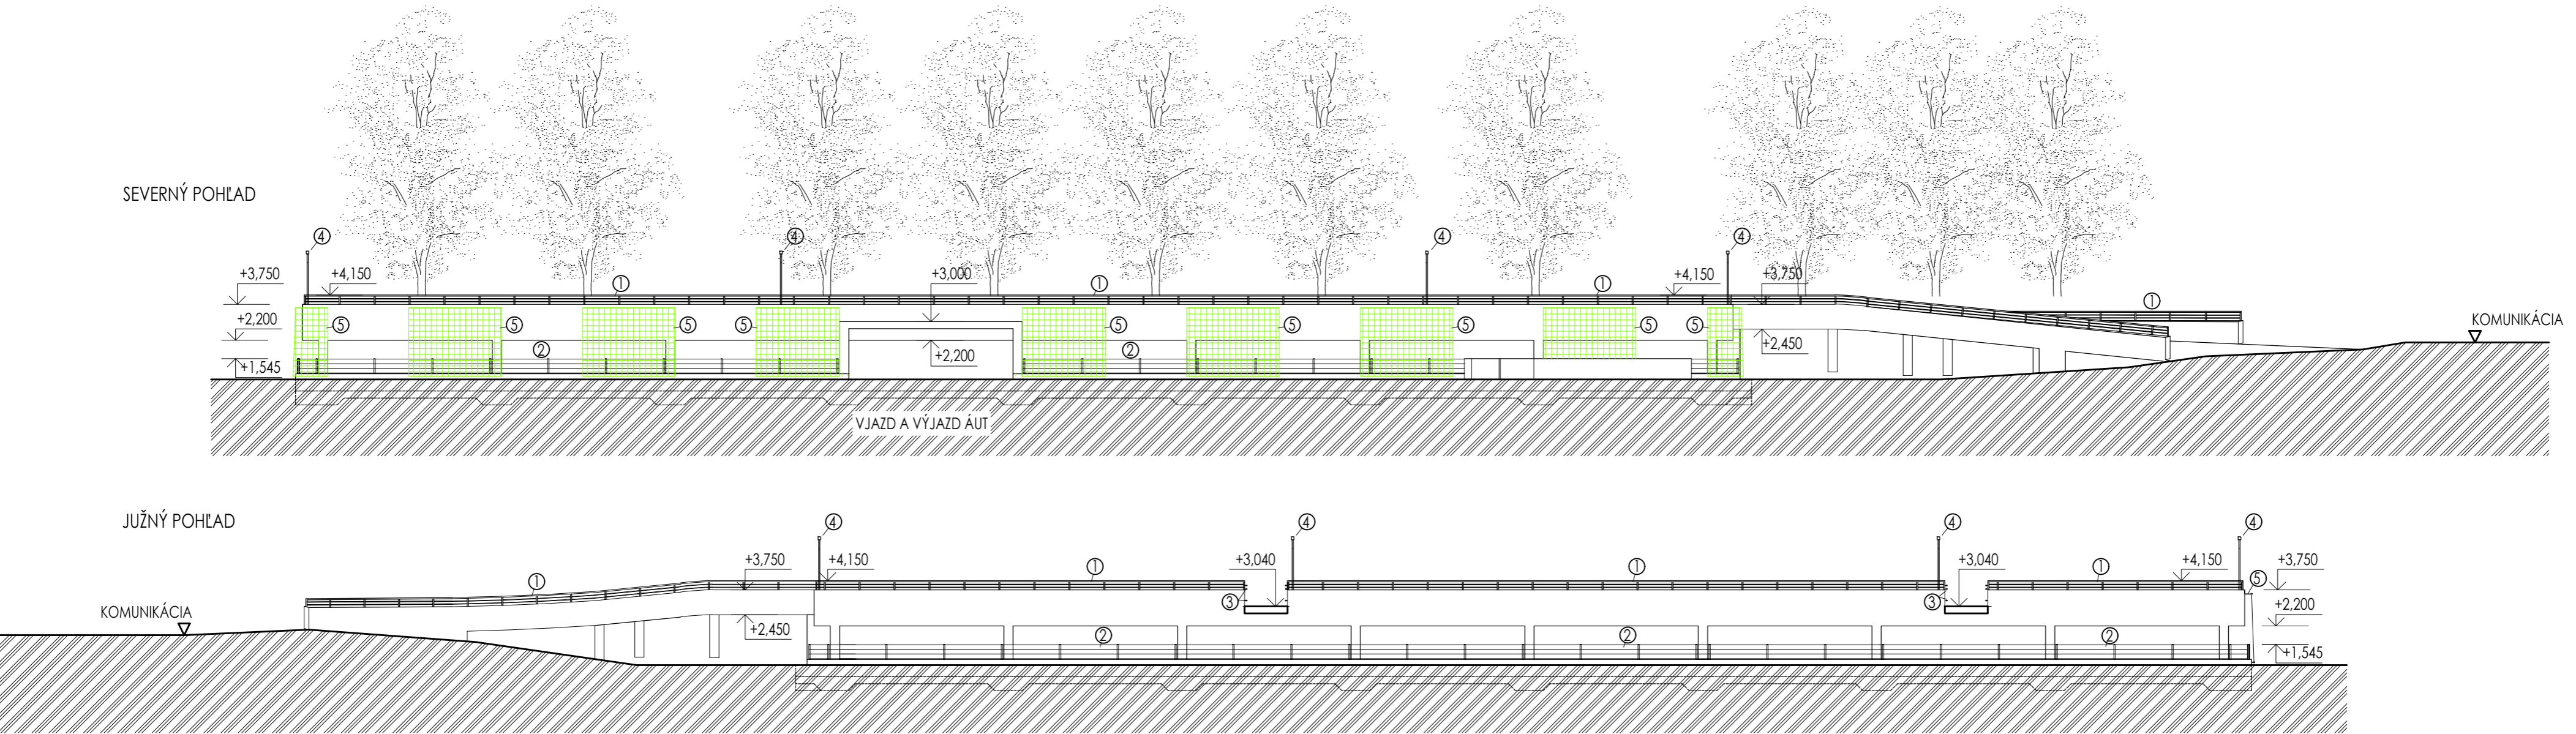 SEVERNÝ POHĽAD
④ ④ ④ ④
+3,750 +4,150 ① +3,000 ① ① +4,150 +3,750 ①
+2,200 ⑤ ⑤ ⑤ ⑤ ⑤ ⑤ ⑤ ⑤ ⑤ KOMUNIKÁCIA
② +2,200 ② +2,450
+1,545
VJAZD A VÝJAZD ÁUT
JUŽNÝ POHĽAD
④ ④ ④ ④
+3,750 +4,150 ① +3,040 ① +3,040 ① +4,150 +3,750
① ⑤
KOMUNIKÁCIA ③ ③ +2,200
+2,450 ② ② ②
+1,545